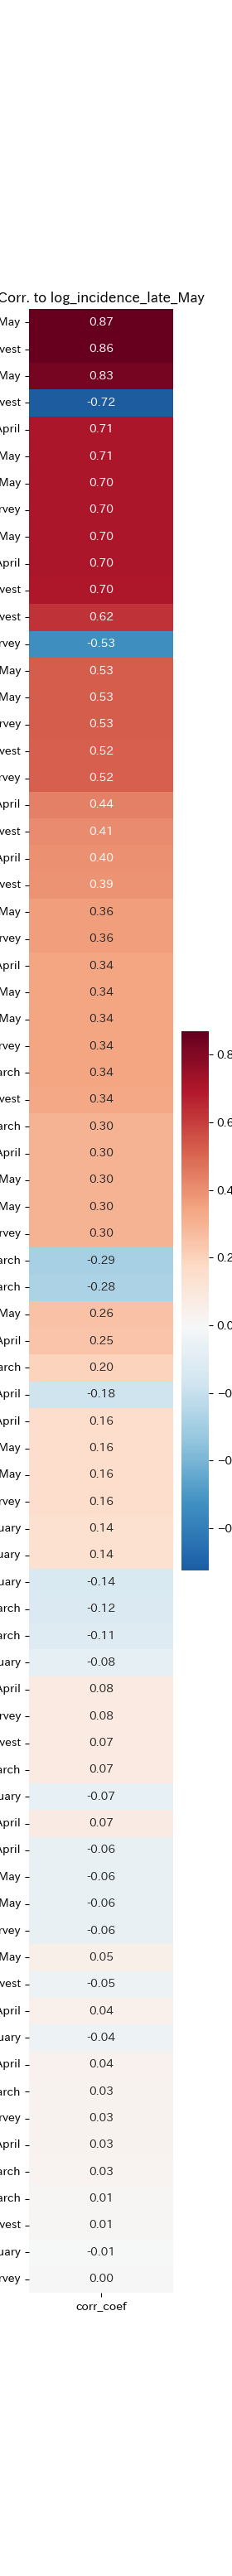 Corr. to log_incidence_late_May
May 0.87
vest 0.86
May 0.83
vest -0.72
April 0.71
May 0.71
May 0.70
rvey 0.70
May 0.70
April 0.70
vest 0.70
vest 0.62
rvey -0.53
May 0.53
May 0.53
rvey 0.53
vest 0.52
rvey 0.52
April 0.44
vest 0.41
April 0.40
vest 0.39
May 0.36
rvey 0.36
April 0.34
May 0.34
May 0.34
rvey 0.34
arch 0.34
vest 0.34
arch 0.30
April 0.30
May 0.30
May 0.30
rvey 0.30
arch -0.29
arch -0.28
May 0.26
April 0.25
arch 0.20
April -0.18
April 0.16
May 0.16
May 0.16
rvey 0.16
uary 0.14
uary 0.14
uary -0.14
arch -0.12
arch -0.11
uary -0.08
April 0.08
rvey 0.08
vest 0.07
arch 0.07
uary -0.07
April 0.07
April -0.06
May -0.06
May -0.06
rvey -0.06
May 0.05
vest -0.05
April 0.04
uary -0.04
April 0.04
arch 0.03
rvey 0.03
April 0.03
arch 0.03
arch 0.01
vest 0.01
uary -0.01
rvey 0.00
corr_coef
0.8
0.6
0.4
0.2
0.0
-0.
-0.
-0.